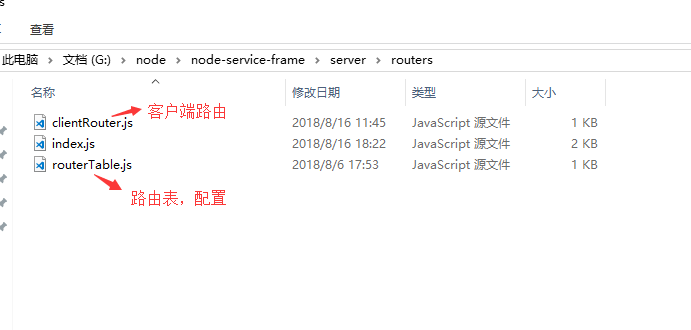 查看
此电脑 > 文档 (G:) > node > node-service-frame > server > routers
名称 修改日期 类型 大小
clientRouter.js 2018/8/16 11:45 JavaScript 源文件 1 KB
客户端路由
index.js 2018/8/16 18:22 JavaScript 源文件 2 KB
routerTable.js 2018/8/6 17:53 JavaScript 源文件 1 KB
路由表，配置